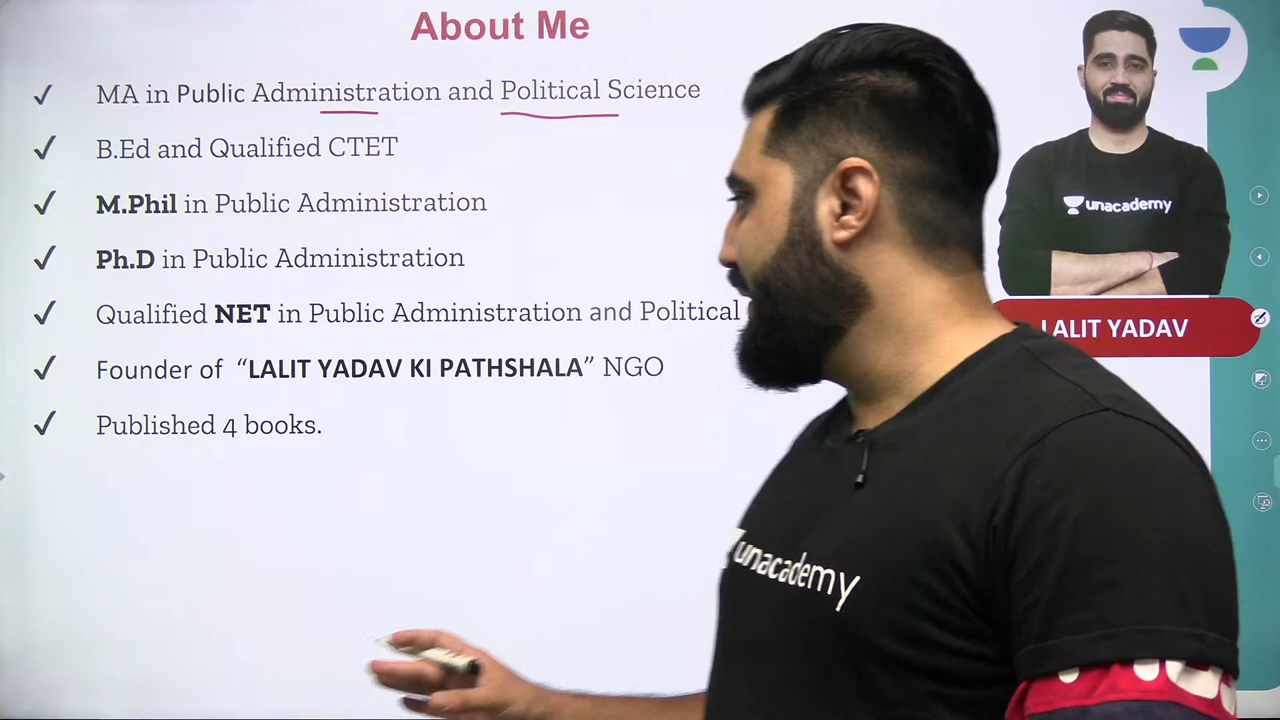 About Me
✓ MA in Public Administration and Political Science
✓ B.Ed and Qualified CTET
✓ M.Phil in Public Administration
✓ Ph.D in Public Administration
✓ Qualified NET in Public Administration and Political
✓ Founder of “LALIT YADAV KI PATHSHALA” NGO
✓ Published 4 books.
unacademy
LALIT YADAV
unacademy